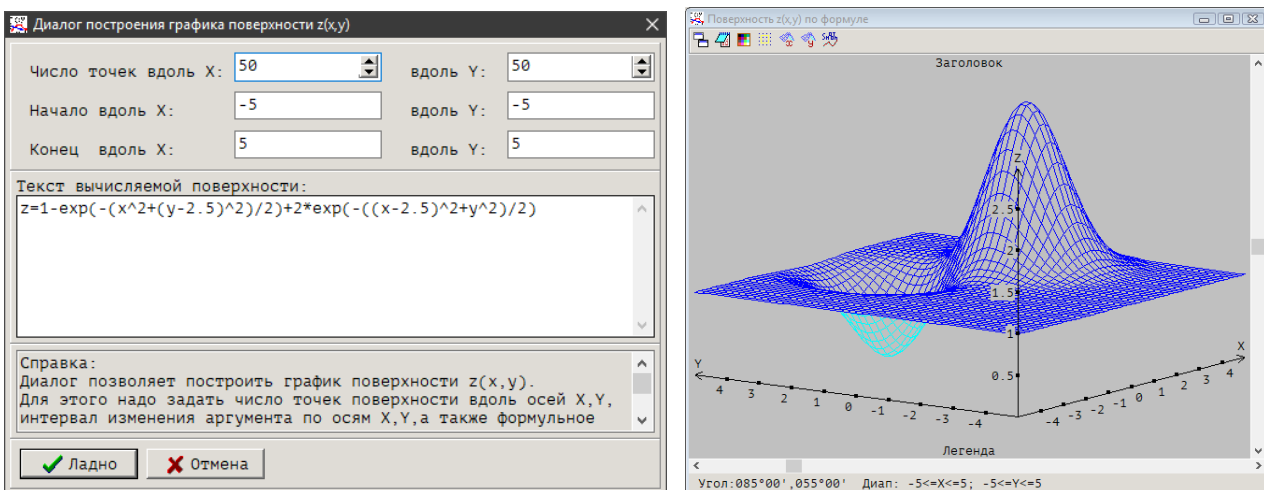 Диалог построения графика поверхности z(x,y)
Число точек вдоль X: 50 вдоль Y: 50
Начало вдоль X: -5 вдоль Y: -5
Конец вдоль X: 5 вдоль Y: 5
Текст вычисляемой поверхности:
z=1-exp(-(x^2+(y-2.5)^2)/2)+2*exp(-((x-2.5)^2+y^2)/2)
Справка:
Диалог позволяет построить график поверхности z(x,y).
Для этого надо задать число точек поверхности вдоль осей X,Y,
интервал изменения аргумента по осям X,Y,а также формульное
Ладно Отмена
Поверхность z(x,y) по формуле
Заголовок
Z
2.5
2
1.5
1
0.5
Y
4 3 2 1 0 -1 -2 -3 -4
X
-4 -3 -2 -1 0 1 2 3 4
Легенда
Угол:085°00',055°00' Диап: -5<=X<=5; -5<=Y<=5